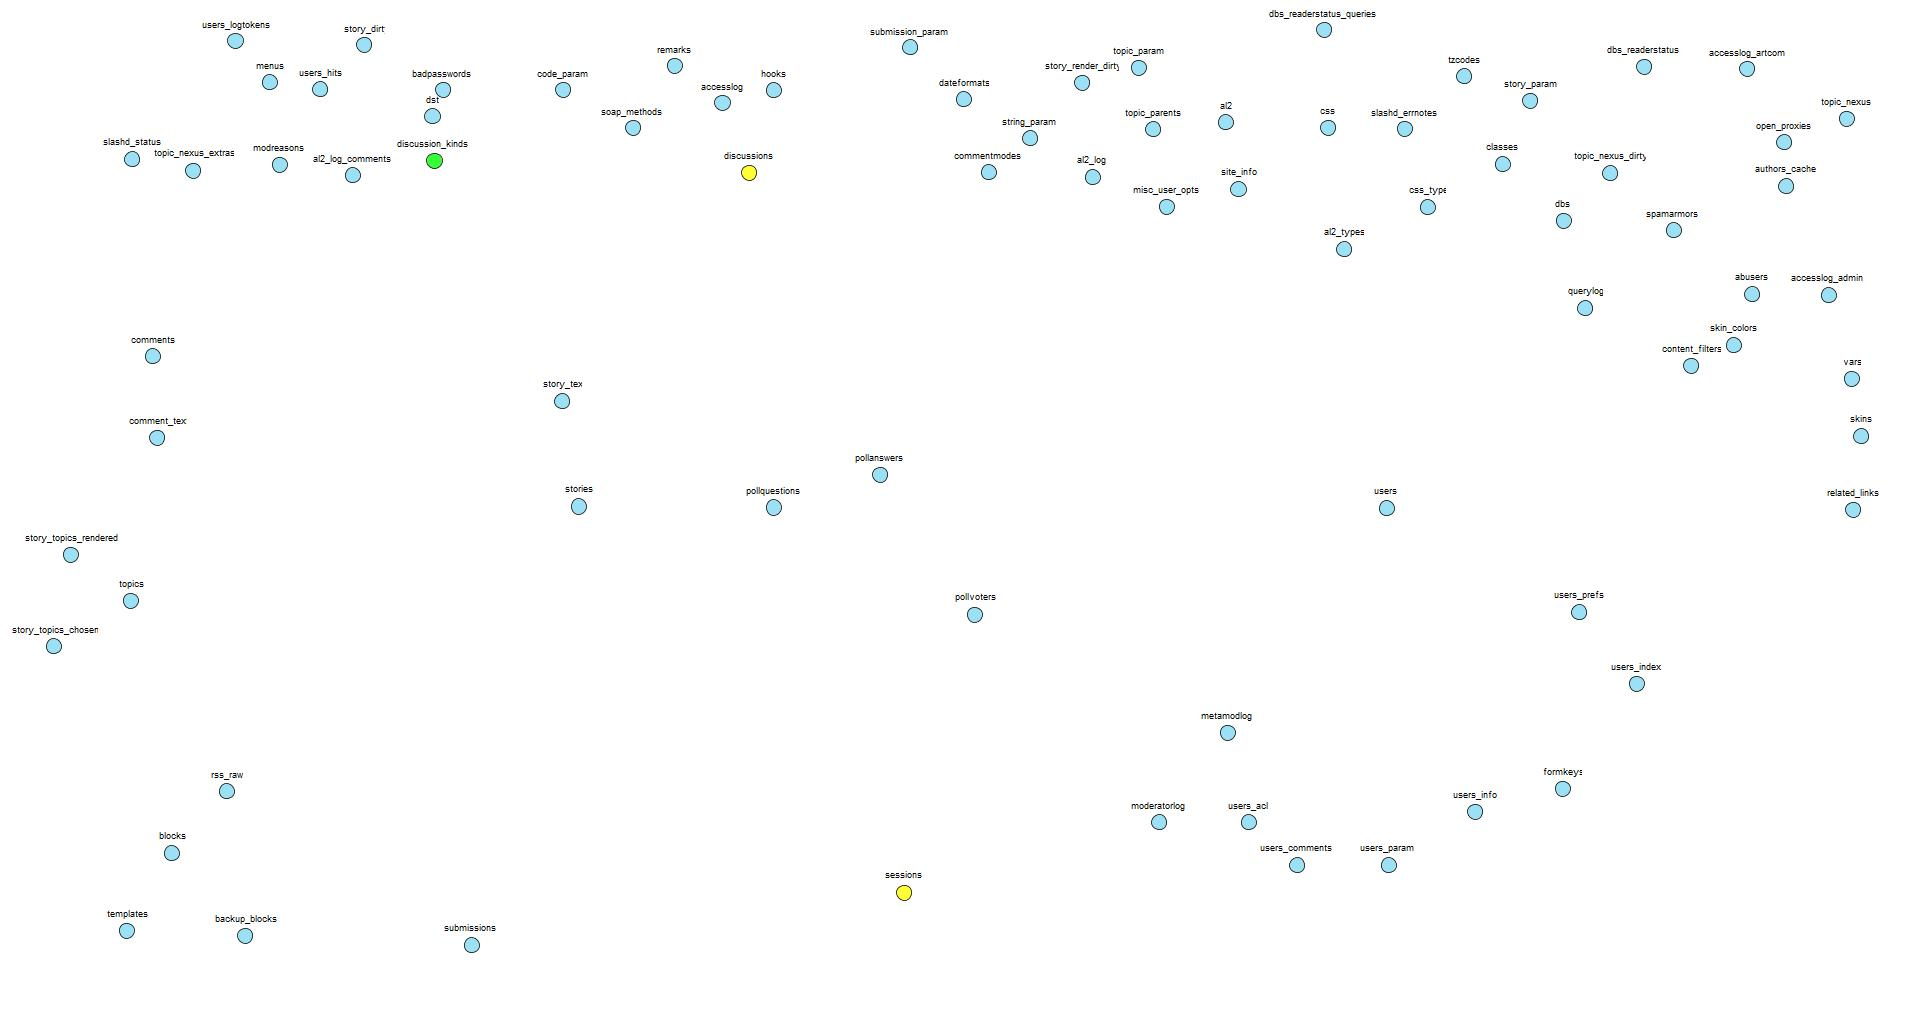 dbs_readerstatus_queries
users_logtokens
story_dirt
submission_param
remarks
topic_param
dbs_readerstatus
accesslog_artcom
tzcodes
menus
users_hits
badpasswords
code_param
hooks
story_render_dirty
accesslog
dateformats
story_param
dst
topic_nexus
al2
soap_methods
css
slashd_errnotes
topic_parents
string_param
open_proxies
slashd_status
discussion_kinds
modreasons
classes
topic_nexus_extras
al2_log_comments
discussions
commentmodes
topic_nexus_dirty
al2_log
authors_cache
site_info
misc_user_opts
css_type
dbs
spamarmors
al2_types
abusers
accesslog_admin
querylog
skin_colors
comments
content_filters
vars
story_tex
comment_tex
skins
pollanswers
stories
pollquestions
users
related_links
story_topics_rendered
topics
users_prefs
pollvoters
story_topics_chosen
users_index
metamodlog
rss_raw
formkeys
users_info
moderatorlog
users_acl
blocks
users_comments
users_param
sessions
templates
backup_blocks
submissions